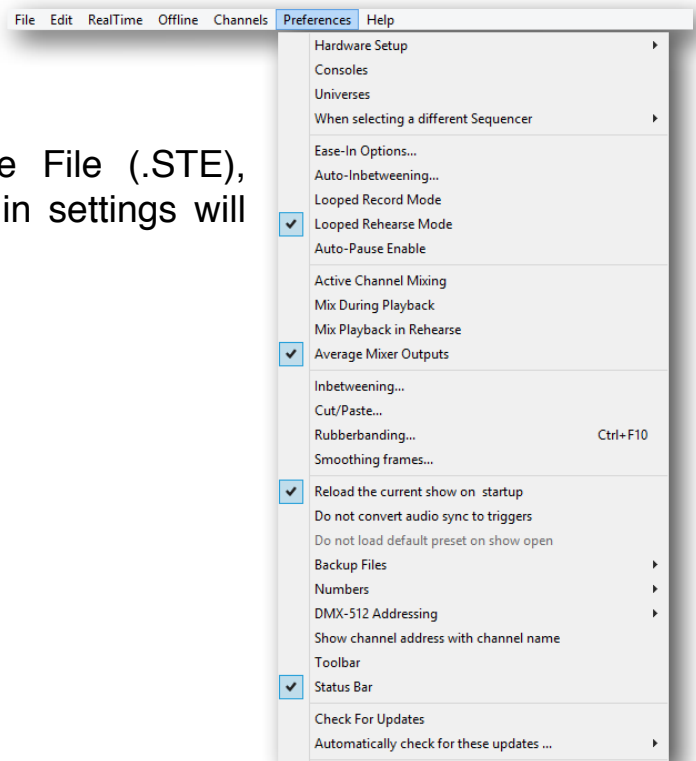 File Edit RealTime Offline Channels Preferences Help
e File (.STE),
in settings will
Hardware Setup
Consoles
Universes
When selecting a different Sequencer
Ease-In Options...
Auto-Inbetweening...
Looped Record Mode
Looped Rehearse Mode
Auto-Pause Enable
Active Channel Mixing
Mix During Playback
Mix Playback in Rehearse
Average Mixer Outputs
Inbetweening...
Cut/Paste...
Rubberbanding... Ctrl+F10
Smoothing frames...
Reload the current show on startup
Do not convert audio sync to triggers
Do not load default preset on show open
Backup Files
Numbers
DMX-512 Addressing
Show channel address with channel name
Toolbar
Status Bar
Check For Updates
Automatically check for these updates ...